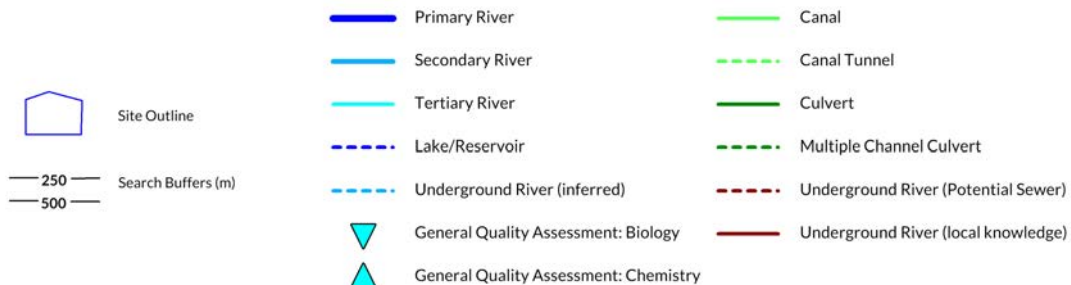 Site Outline
250
500
Search Buffers (m)
Primary River
Secondary River
Tertiary River
Lake/Reservoir
Underground River (inferred)
General Quality Assessment: Biology
General Quality Assessment: Chemistry
Canal
Canal Tunnel
Culvert
Multiple Channel Culvert
Underground River (Potential Sewer)
Underground River (local knowledge)